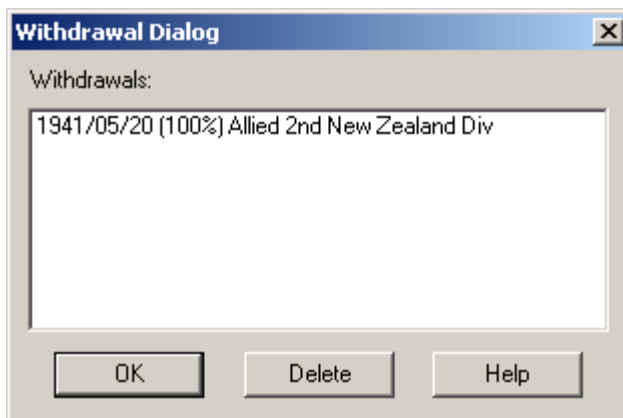 Withdrawal Dialog
Withdrawals:
1941/05/20 (100%) Allied 2nd New Zealand Div
OK Delete Help